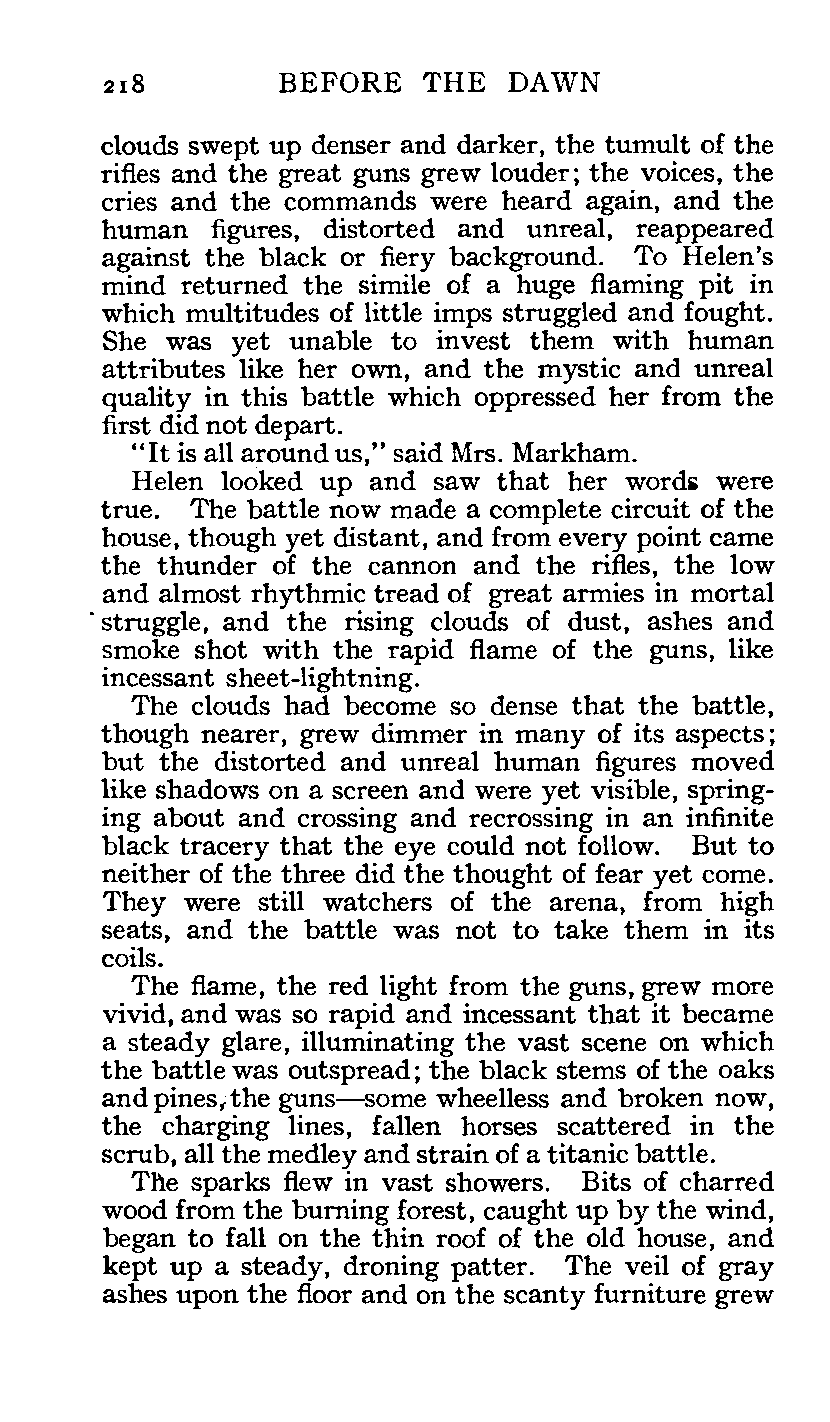 218 BEFORE THE DAWN
clouds swept up denser and darker, the tumult of the
rifles and the great guns grew louder; the voices, the
cries and the commands were heard again, and the
human figures, distorted and unreal, reappeared
against the black or fiery background. To Helen's
mind returned the simile of a huge flaming pit in
which multitudes of little imps struggled and fought.
She was yet unable to invest them with human
attributes like her own, and the mystic and unreal
quality in this battle which oppressed her from the
first did not depart.
"It is all around us," said Mrs. Markham.
Helen looked up and saw that her words were
true. The battle now made a complete circuit of the
house, though yet distant, and from every point came
the thunder of the cannon and the rifles, the low
and almost rhythmic tread of great armies in mortal
struggle, and the rising clouds of dust, ashes and
smoke shot with the rapid flame of the guns, like
incessant sheet-lightning.
The clouds had become so dense that the battle,
though nearer, grew dimmer in many of its aspects;
but the distorted and unreal human figures moved
like shadows on a screen and were yet visible, spring-
ing about and crossing and recrossing in an infinite
black tracery that the eye could not follow. But to
neither of the three did the thought of fear yet come.
They were still watchers of the arena, from high
seats, and the battle was not to take them in its
coils.
The flame, the red light from the guns, grew more
vivid, and was so rapid and incessant that it became
a steady glare, illuminating the vast scene on which
the battle was outspread; the black stems of the oaks
and pines, the guns—some wheelless and broken now,
the charging lines, fallen horses scattered in the
scrub, all the medley and strain of a titanic battle.
The sparks flew in vast showers. Bits of charred
wood from the burning forest, caught up by the wind,
began to fall on the thin roof of the old house, and
kept up a steady, droning patter. The veil of gray
ashes upon the floor and on the scanty furniture grew